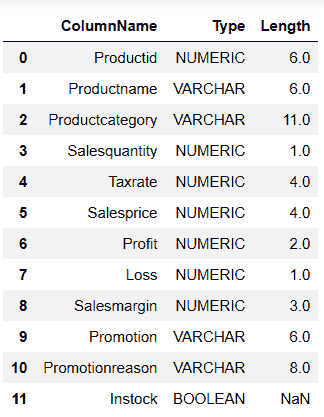 ColumnName Type Length
0 Productid NUMERIC 6.0
1 Productname VARCHAR 6.0
2 Productcategory VARCHAR 11.0
3 Salesquantity NUMERIC 1.0
4 Taxrate NUMERIC 4.0
5 Salesprice NUMERIC 4.0
6 Profit NUMERIC 2.0
7 Loss NUMERIC 1.0
8 Salesmargin NUMERIC 3.0
9 Promotion VARCHAR 6.0
10 Promotionreason VARCHAR 8.0
11 Instock BOOLEAN NaN